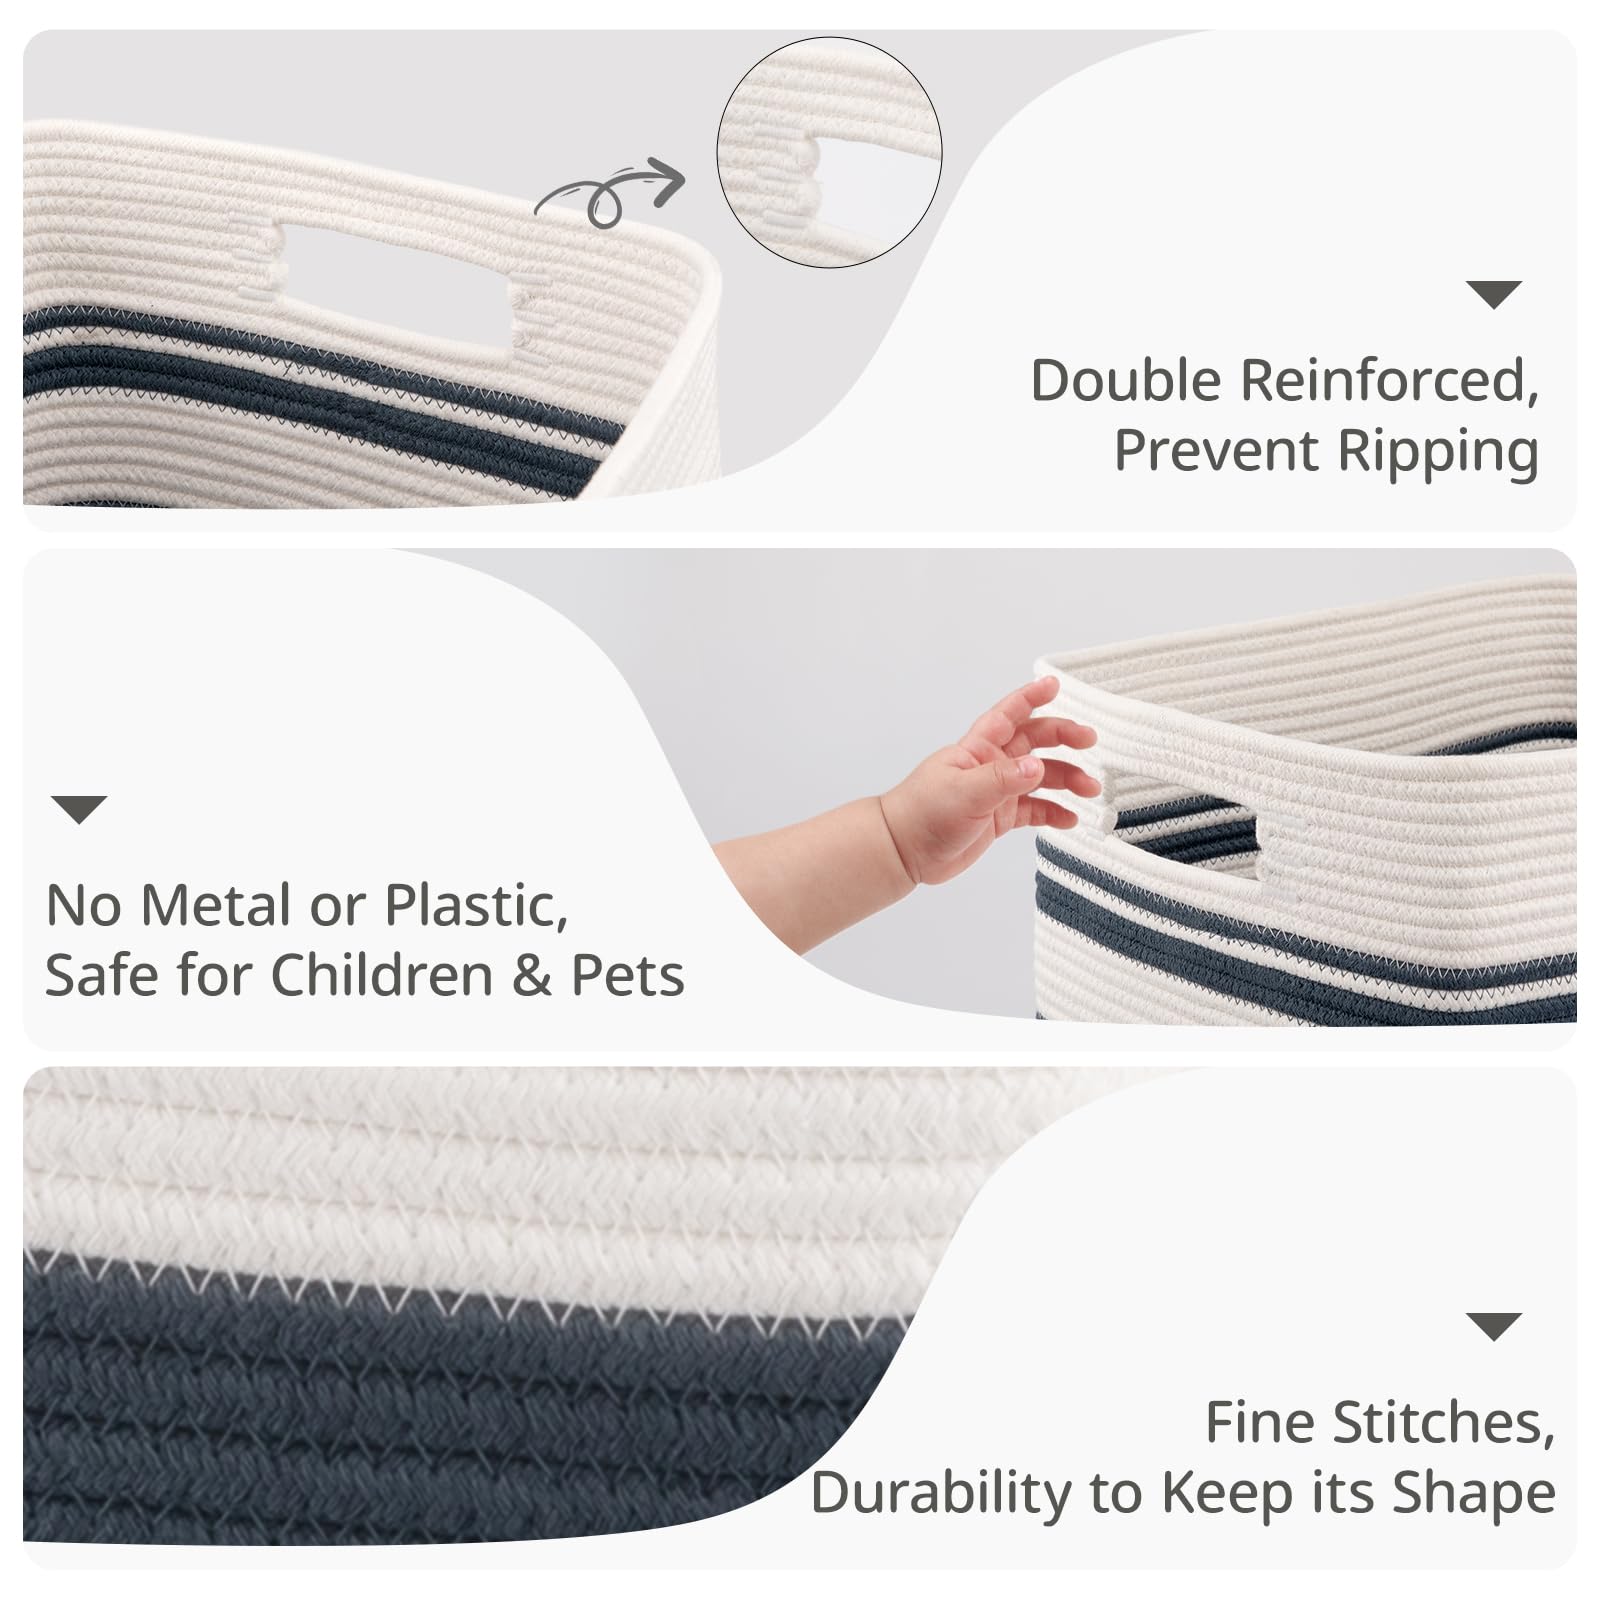 Double Reinforced,
Prevent Ripping
No Metal or Plastic,
Safe for Children & Pets
Fine Stitches,
Durability to Keep its Shape